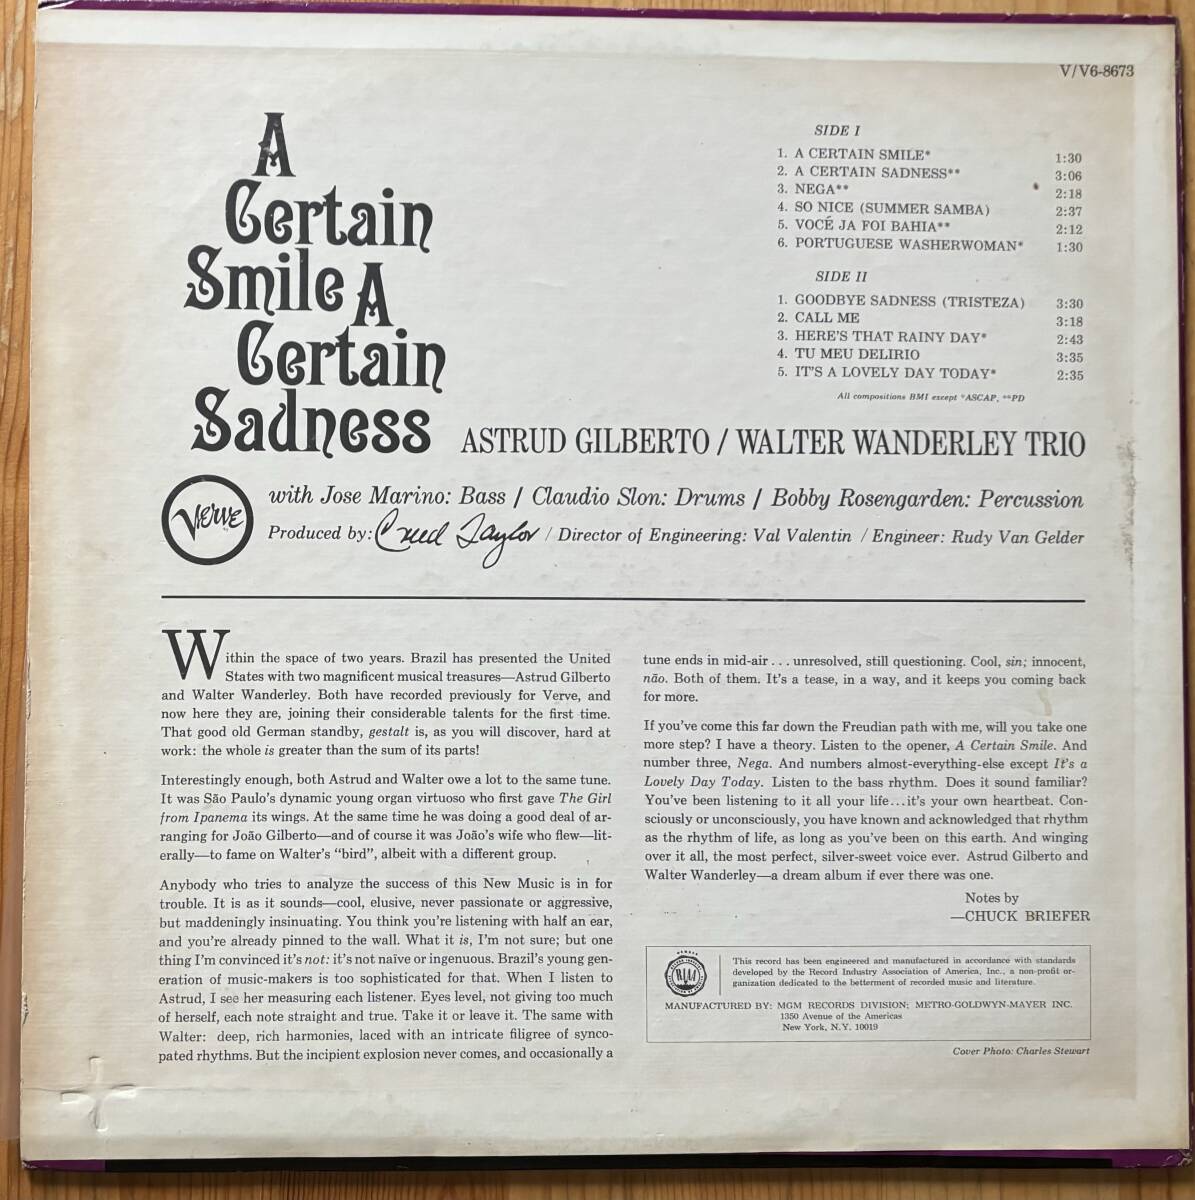 V/V6-8673
A
Certain
Smile A
Certain
Sadness
SIDE I
1. A CERTAIN SMILE* 1:30
2. A CERTAIN SADNESS** 3:06
3. NEGA** 2:18
4. SO NICE (SUMMER SAMBA) 2:37
5. VOCÉ JA FOI BAHIA** 2:12
6. PORTUGUESE WASHERWOMAN* 1:30
SIDE II
1. GOODBYE SADNESS (TRISTEZA) 3:30
2. CALL ME 3:18
3. HERE'S THAT RAINY DAY* 2:43
4. TU MEU DELIRIO 3:35
5. IT'S A LOVELY DAY TODAY* 2:35
All compositions BMI except *ASCAP, **PD
ASTRUD GILBERTO / WALTER WANDERLEY TRIO
Verve
with Jose Marino: Bass / Claudio Slon: Drums / Bobby Rosengarden: Percussion
Produced by: Creed Taylor / Director of Engineering: Val Valentin / Engineer: Rudy Van Gelder
Within the space of two years. Brazil has presented the United
States with two magnificent musical treasures—Astrud Gilberto
and Walter Wanderley. Both have recorded previously for Verve, and
now here they are, joining their considerable talents for the first time.
That good old German standby, gestalt is, as you will discover, hard at
work: the whole is greater than the sum of its parts!
Interestingly enough, both Astrud and Walter owe a lot to the same tune.
It was São Paulo's dynamic young organ virtuoso who first gave The Girl
from Ipanema its wings. At the same time he was doing a good deal of ar-
ranging for João Gilberto—and of course it was João's wife who flew—lit-
erally—to fame on Walter's "bird", albeit with a different group.
Anybody who tries to analyze the success of this New Music is in for
trouble. It is as it sounds—cool, elusive, never passionate or aggressive,
but maddeningly insinuating. You think you're listening with half an ear,
and you're already pinned to the wall. What it is, I'm not sure; but one
thing I'm convinced it's not: it's not naïve or ingenuous. Brazil's young gen-
eration of music-makers is too sophisticated for that. When I listen to
Astrud, I see her measuring each listener. Eyes level, not giving too much
of herself, each note straight and true. Take it or leave it. The same with
Walter: deep, rich harmonies, laced with an intricate filigree of synco-
pated rhythms. But the incipient explosion never comes, and occasionally a
tune ends in mid-air . . . unresolved, still questioning. Cool, sin; innocent,
não. Both of them. It's a tease, in a way, and it keeps you coming back
for more.
If you've come this far down the Freudian path with me, will you take one
more step? I have a theory. Listen to the opener, A Certain Smile. And
number three, Nega. And numbers almost-everything-else except It's a
Lovely Day Today. Listen to the bass rhythm. Does it sound familiar?
You've been listening to it all your life...it's your own heartbeat. Con-
sciously or unconsciously, you have known and acknowledged that rhythm
as the rhythm of life, as long as you've been on this earth. And winging
over it all, the most perfect, silver-sweet voice ever. Astrud Gilberto and
Walter Wanderley—a dream album if ever there was one.
Notes by
—CHUCK BRIEFER
RIAA
This record has been engineered and manufactured in accordance with standards
developed by the Record Industry Association of America, Inc., a non-profit or-
ganization dedicated to the betterment of recorded music and literature.
MANUFACTURED BY: MGM RECORDS DIVISION; METRO-GOLDWYN-MAYER INC.
1350 Avenue of the Americas
New York, N.Y. 10019
Cover Photo: Charles Stewart